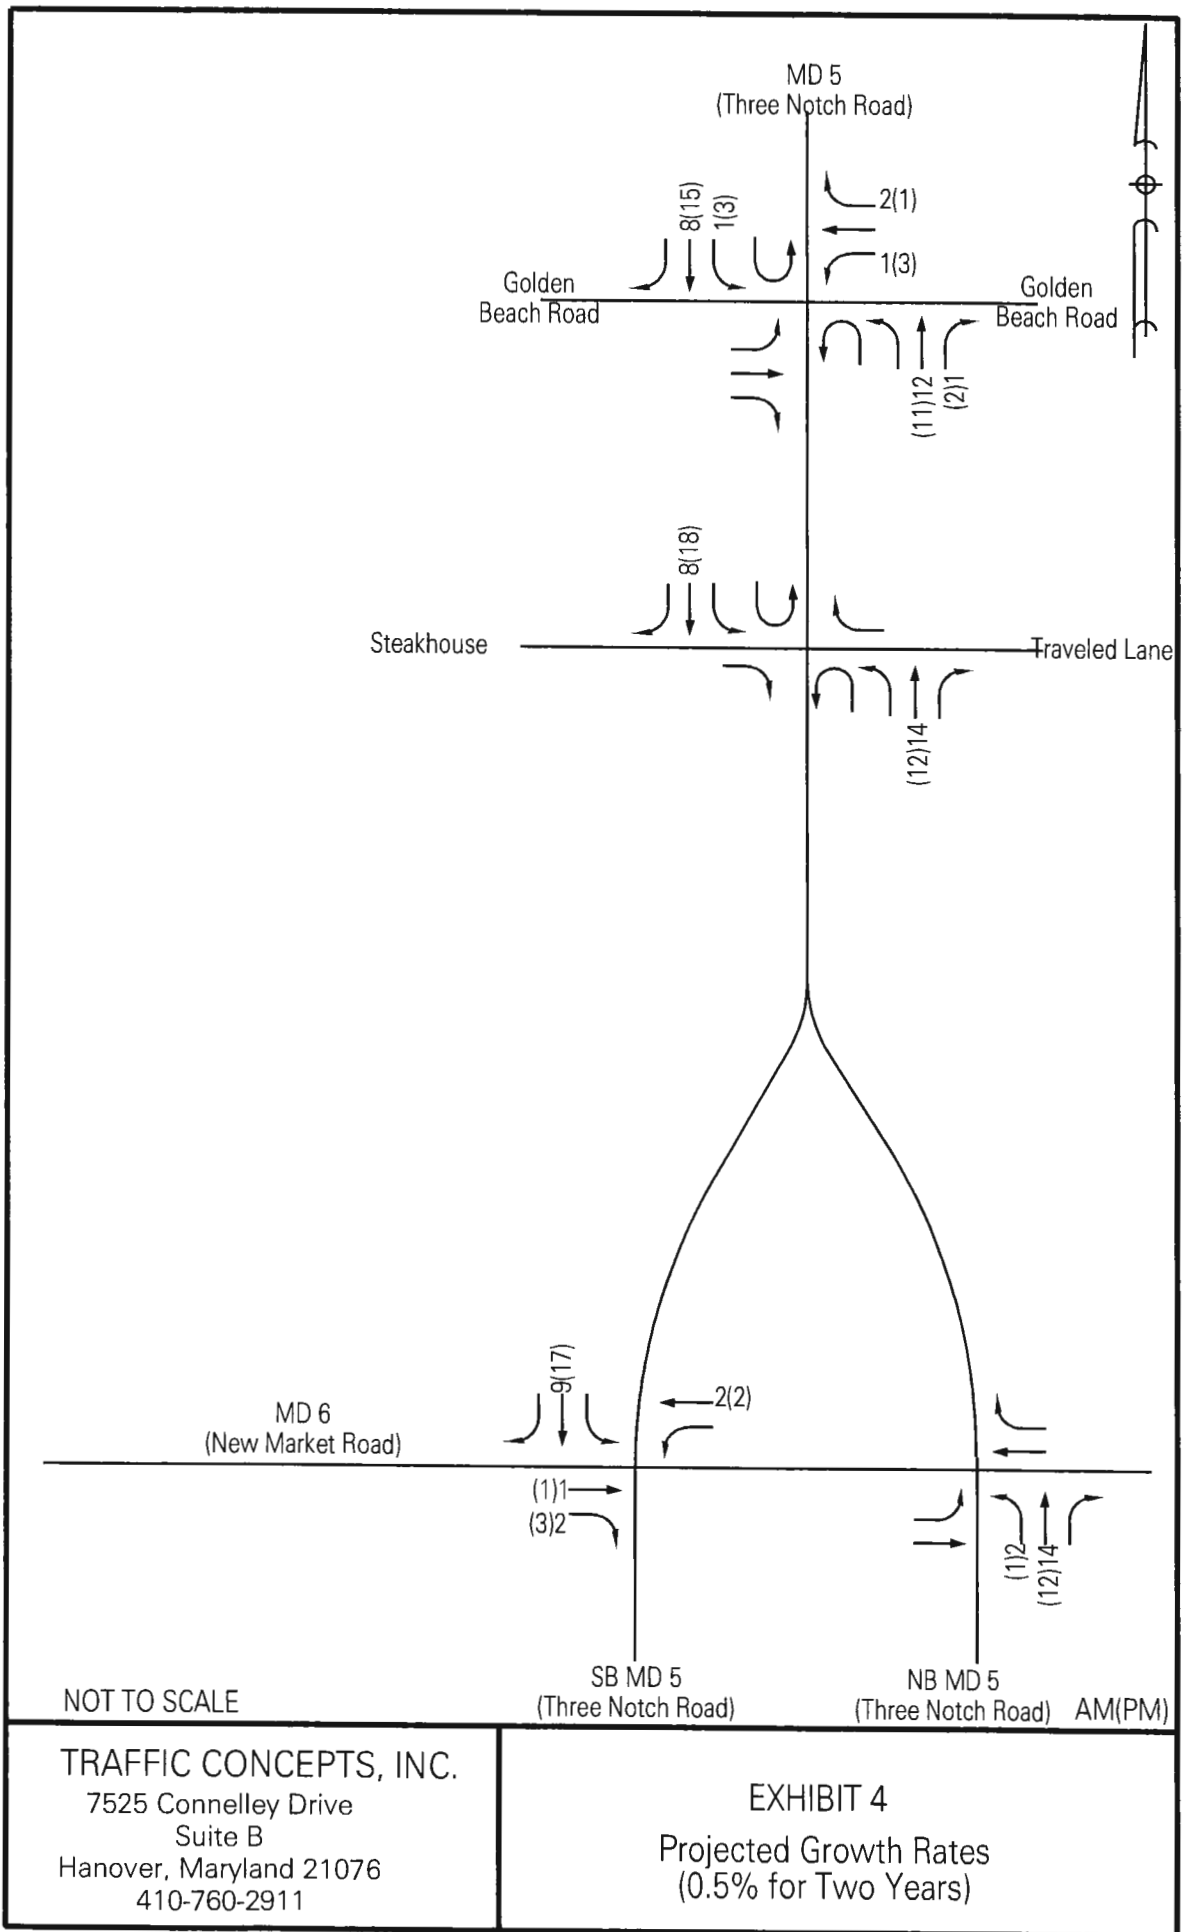 MD 5
(Three Notch Road)
8(15)
1(3)
2(1)
1(3)
Golden
Beach Road
Golden
Beach Road
(11)12
(2)1
8(18)
Steakhouse
Traveled Lane
(12)14
9(17)
2(2)
MD 6
(New Market Road)
(1)1
(3)2
(1)2
(12)14
SB MD 5
(Three Notch Road)
NB MD 5
(Three Notch Road)
AM(PM)
NOT TO SCALE
TRAFFIC CONCEPTS, INC.
7525 Connelley Drive
Suite B
Hanover, Maryland 21076
410-760-2911
EXHIBIT 4
Projected Growth Rates
(0.5% for Two Years)